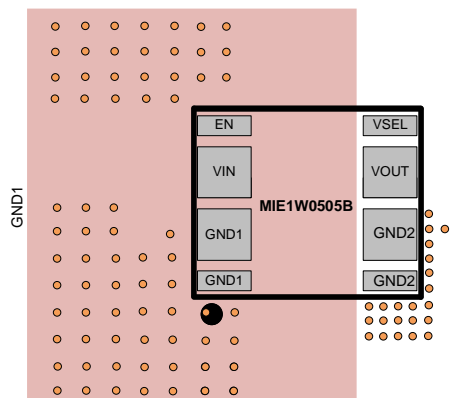 EN
VSEL
VIN
VOUT
MIE1W0505B
GND1
GND1
GND2
GND1
GND2